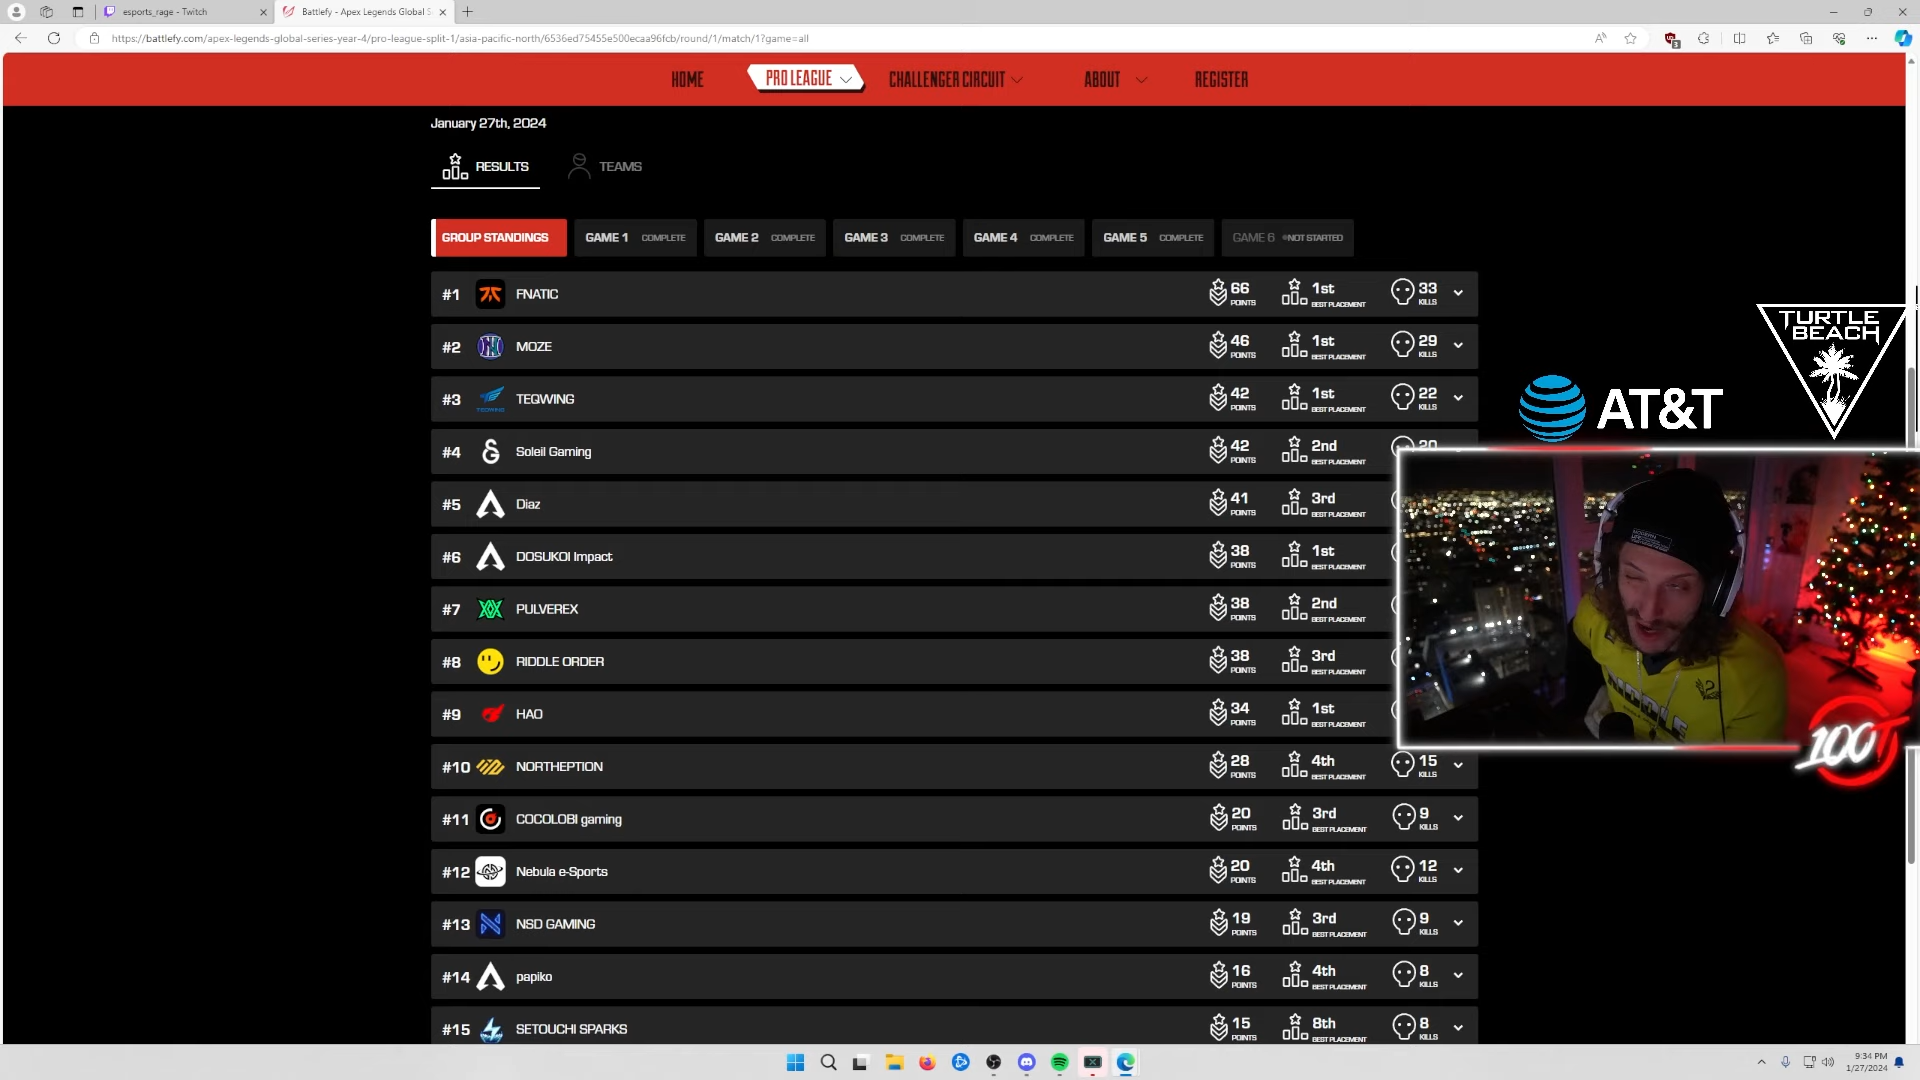 esports_rage - Twitch
Battlefy - Apex Legends Global S
https://battlefy.com/apex-legends-global-series-year-4/pro-league-split-1/asia-pacific-north/6536ed75455e500ecaa96fcb/round/1/match/1?game=all
HOME
PRO LEAGUE
CHALLENGER CIRCUIT
ABOUT
REGISTER
January 27th, 2024
RESULTS
TEAMS
GROUP STANDINGS
GAME 1 COMPLETE
GAME 2 COMPLETE
GAME 3 COMPLETE
GAME 4 COMPLETE
GAME 5 COMPLETE
GAME 6 NOT STARTED
#1 FNATIC 66 POINTS 1st BEST PLACEMENT 33 KILLS
#2 MOZE 46 POINTS 1st BEST PLACEMENT 29 KILLS
#3 TEQWING 42 POINTS 1st BEST PLACEMENT 22 KILLS
#4 Soleil Gaming 42 POINTS 2nd BEST PLACEMENT 20
#5 Diaz 41 POINTS 3rd BEST PLACEMENT
#6 DOSUKOI Impact 38 POINTS 1st BEST PLACEMENT
#7 PULVEREX 38 POINTS 2nd BEST PLACEMENT
#8 RIDDLE ORDER 38 POINTS 3rd BEST PLACEMENT
#9 HAO 34 POINTS 1st BEST PLACEMENT
#10 NORTHEPTION 28 POINTS 4th BEST PLACEMENT 15 KILLS
#11 COCOLOBI gaming 20 POINTS 3rd BEST PLACEMENT 9 KILLS
#12 Nebula e-Sports 20 POINTS 4th BEST PLACEMENT 12 KILLS
#13 NSD GAMING 19 POINTS 3rd BEST PLACEMENT 9 KILLS
#14 papiko 16 POINTS 4th BEST PLACEMENT 8 KILLS
#15 SETOUCHI SPARKS 15 POINTS 8th BEST PLACEMENT 8 KILLS
TURTLE
BEACH
AT&T
100T
9:34 PM
1/27/2024